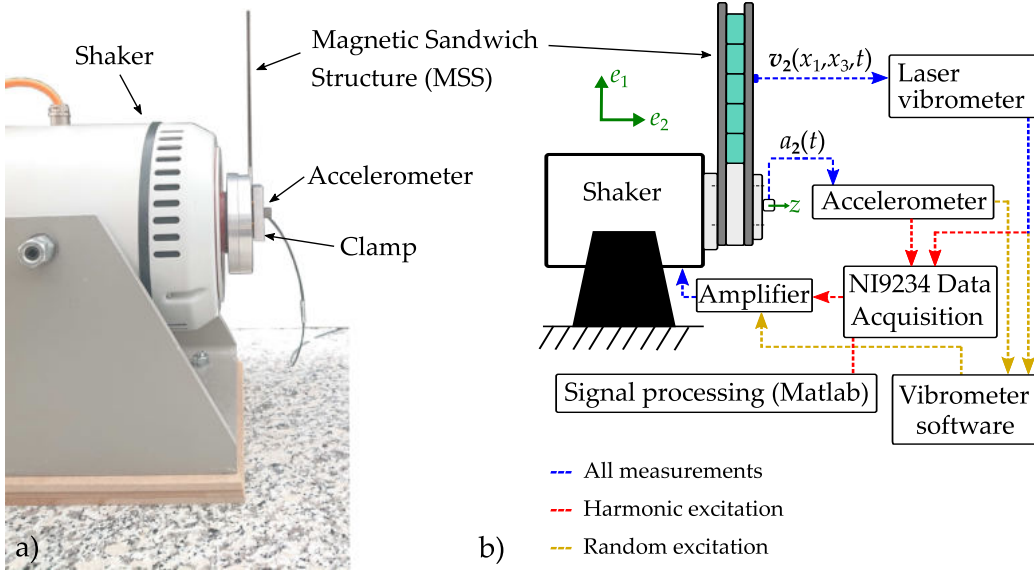 Shaker
Magnetic Sandwich
Structure (MSS)
Accelerometer
Clamp
a)
v₂(x₁,x₃,t)
Laser
vibrometer
e₁
e₂
a₂(t)
Shaker
z
Accelerometer
NI9234 Data
Acquisition
Amplifier
Signal processing (Matlab)
Vibrometer
software
All measurements
Harmonic excitation
Random excitation
b)